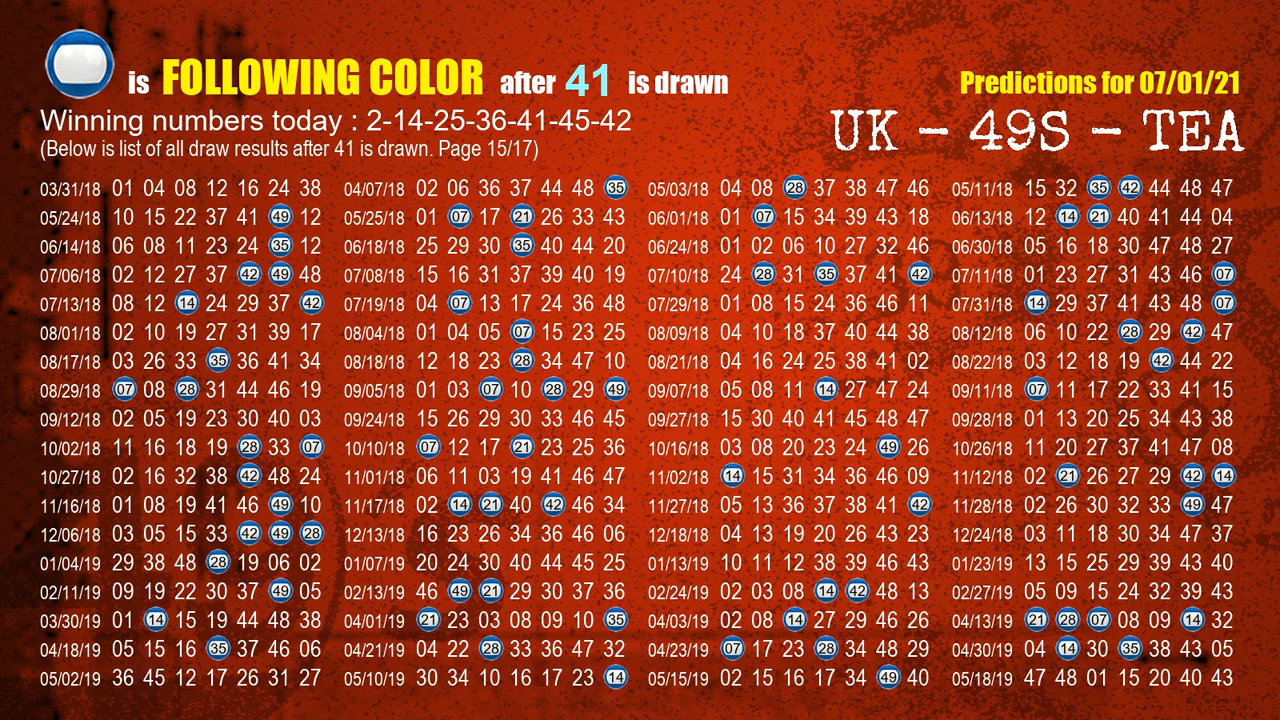 is FOLLOWING COLOR after 41 is drawn
Predictions for 07/01/21
Winning numbers today : 2-14-25-36-41-45-42
UK - 49S - TEA
(Below is list of all draw results after 41 is drawn. Page 15/17)
03/31/18 01 04 08 12 16 24 38 04/07/18 02 06 36 37 44 48 35 05/03/18 04 08 28 37 38 47 46 05/11/18 15 32 35 42 44 48 47
05/24/18 10 15 22 37 41 49 12 05/25/18 01 07 17 21 26 33 43 06/01/18 01 07 15 34 39 43 18 06/13/18 12 14 21 40 41 44 04
06/14/18 06 08 11 23 24 35 12 06/18/18 25 29 30 35 40 44 20 06/24/18 01 02 06 10 27 32 46 06/30/18 05 16 18 30 47 48 27
07/06/18 02 12 27 37 42 49 48 07/08/18 15 16 31 37 39 40 19 07/10/18 24 28 31 35 37 41 42 07/11/18 01 23 27 31 43 46 07
07/13/18 08 12 14 24 29 37 42 07/19/18 04 07 13 17 24 36 48 07/29/18 01 08 15 24 36 46 11 07/31/18 14 29 37 41 43 48 07
08/01/18 02 10 19 27 31 39 17 08/04/18 01 04 05 07 15 23 25 08/09/18 04 10 18 37 40 44 38 08/12/18 06 10 22 28 29 42 47
08/17/18 03 26 33 35 36 41 34 08/18/18 12 18 23 28 34 47 10 08/21/18 04 16 24 25 38 41 02 08/22/18 03 12 18 19 42 44 22
08/29/18 07 08 28 31 44 46 19 09/05/18 01 03 07 10 28 29 49 09/07/18 05 08 11 14 27 47 24 09/11/18 07 11 17 22 33 41 15
09/12/18 02 05 19 23 30 40 03 09/24/18 15 26 29 30 33 46 45 09/27/18 15 30 40 41 45 48 47 09/28/18 01 13 20 25 34 43 38
10/02/18 11 16 18 19 28 33 07 10/10/18 07 12 17 21 23 25 36 10/16/18 03 08 20 23 24 49 26 10/26/18 11 20 27 37 41 47 08
10/27/18 02 16 32 38 42 48 24 11/01/18 06 11 03 19 41 46 47 11/02/18 14 15 31 34 36 46 09 11/12/18 02 21 26 27 29 42 14
11/16/18 01 08 19 41 46 49 10 11/17/18 02 14 21 40 42 46 34 11/27/18 05 13 36 37 38 41 42 11/28/18 02 26 30 32 33 49 47
12/06/18 03 05 15 33 42 49 28 12/13/18 16 23 26 34 36 46 06 12/18/18 04 13 19 20 26 43 23 12/24/18 03 11 18 30 34 47 37
01/04/19 29 38 48 28 19 06 02 01/07/19 20 24 30 40 44 45 25 01/13/19 10 11 12 38 39 46 43 01/23/19 13 15 25 29 39 43 40
02/11/19 09 19 22 30 37 49 05 02/13/19 46 49 21 29 30 37 36 02/24/19 02 03 08 14 42 48 13 02/27/19 05 09 15 24 32 39 43
03/30/19 01 14 15 19 44 48 38 04/01/19 21 23 03 08 09 10 35 04/03/19 02 08 14 27 29 46 26 04/13/19 21 28 07 08 09 14 32
04/18/19 05 15 16 35 37 46 06 04/21/19 04 22 28 33 36 47 32 04/23/19 07 17 23 28 34 48 29 04/30/19 04 14 30 35 38 43 05
05/02/19 36 45 12 17 26 31 27 05/10/19 30 34 10 16 17 23 14 05/15/19 02 15 16 17 34 49 40 05/18/19 47 48 01 15 20 40 43